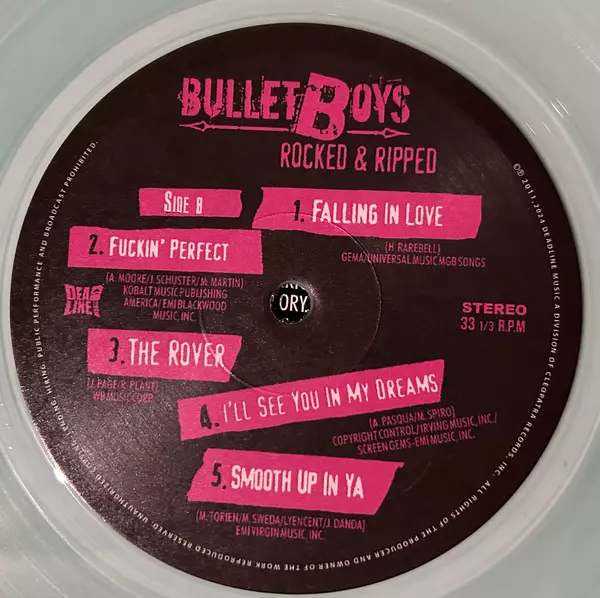 BULLETBOYS
ROCKED & RIPPED
SIDE B
1. FALLING IN LOVE
(H. RAREBELL)
GEMA/UNIVERSAL MUSIC MGB SONGS
2. FUCKIN' PERFECT
(A. MOORE/J. SCHUSTER/M. MARTIN)
KOBALT MUSIC PUBLISHING
AMERICA/EMI BLACKWOOD
MUSIC, INC.
DEAD
LINE
ORY.
STEREO
33 1/3 R.P.M
3. THE ROVER
(J. PAGE/R. PLANT)
WB MUSIC CORP.
4. I'LL SEE YOU IN MY DREAMS
(A. PASQUA/M. SPIRO)
COPYRIGHT CONTROL/IRVING MUSIC, INC./
SCREEN GEMS-EMI MUSIC, INC.
5. SMOOTH UP IN YA
(M. TORIEN/M. SWEDA/LYENCENT/J. DANDA)
EMI VIRGIN MUSIC, INC.
©℗ 2011, 2024 DEADLINE MUSIC A DIVISION OF CLEOPATRA RECORDS, INC. ALL RIGHTS OF THE PRODUCER AND OWNER OF THE WORK REPRODUCED RESERVED. UNAUTHORIZED COPYING, LENDING, HIRING, PUBLIC PERFORMANCE AND BROADCAST PROHIBITED.